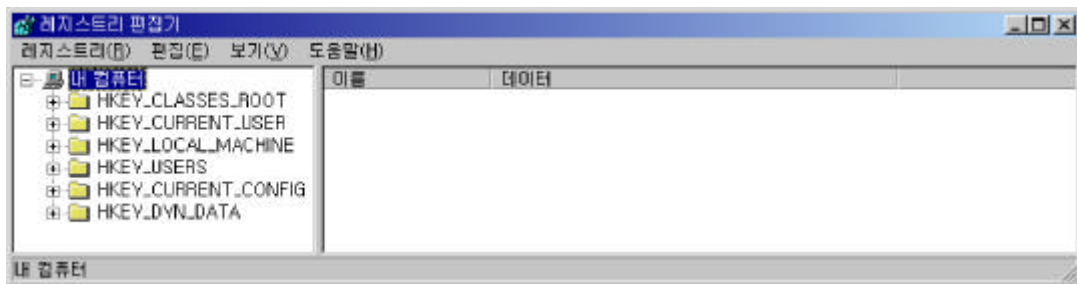 레지스트리 편집기
레지스트리(R) 편집(E) 보기(V) 도움말(H)
내 컴퓨터
HKEY_CLASSES_ROOT
HKEY_CURRENT_USER
HKEY_LOCAL_MACHINE
HKEY_USERS
HKEY_CURRENT_CONFIG
HKEY_DYN_DATA
이름 데이터
내 컴퓨터